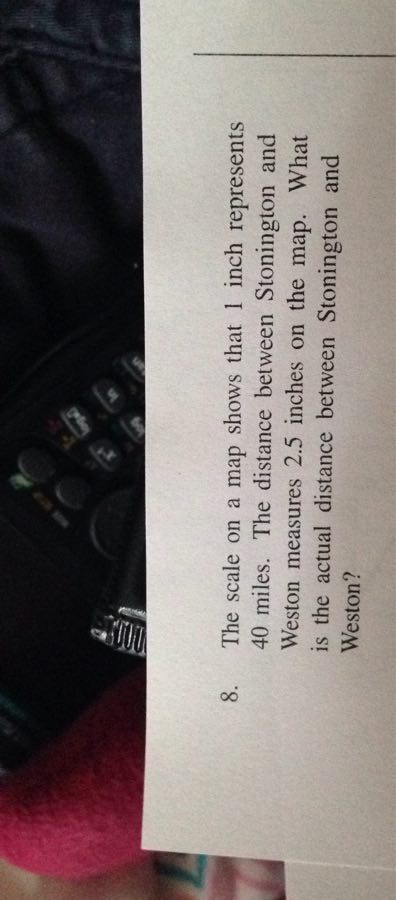 8. The scale on a map shows that 1 inch represents
40 miles. The distance between Stonington and
Weston measures 2.5 inches on the map. What
is the actual distance between Stonington and
Weston?